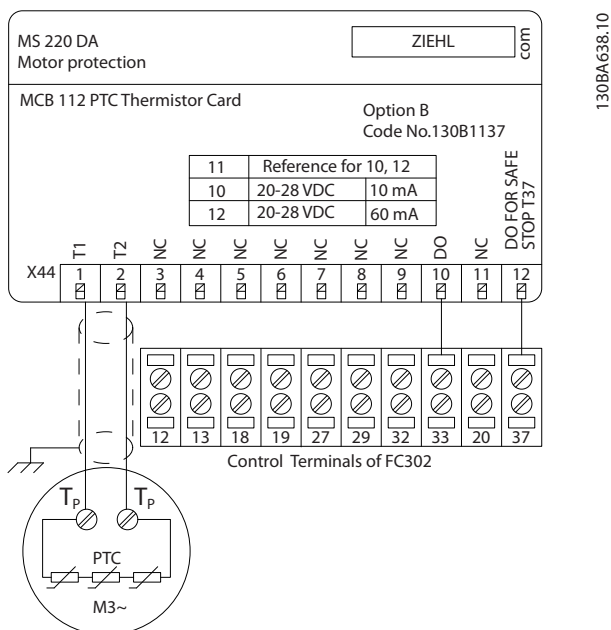 MS 220 DA
Motor protection
ZIEHL
com
130BA638.10
MCB 112 PTC Thermistor Card
Option B
Code No.130B1137
11 Reference for 10, 12
10 20-28 VDC 10 mA
12 20-28 VDC 60 mA
T1 T2 NC NC NC NC NC NC NC DO NC DO FOR SAFE
STOP T37
X44 1 2 3 4 5 6 7 8 9 10 11 12
12 13 18 19 27 29 32 33 20 37
Control Terminals of FC302
TP TP
PTC
M3~